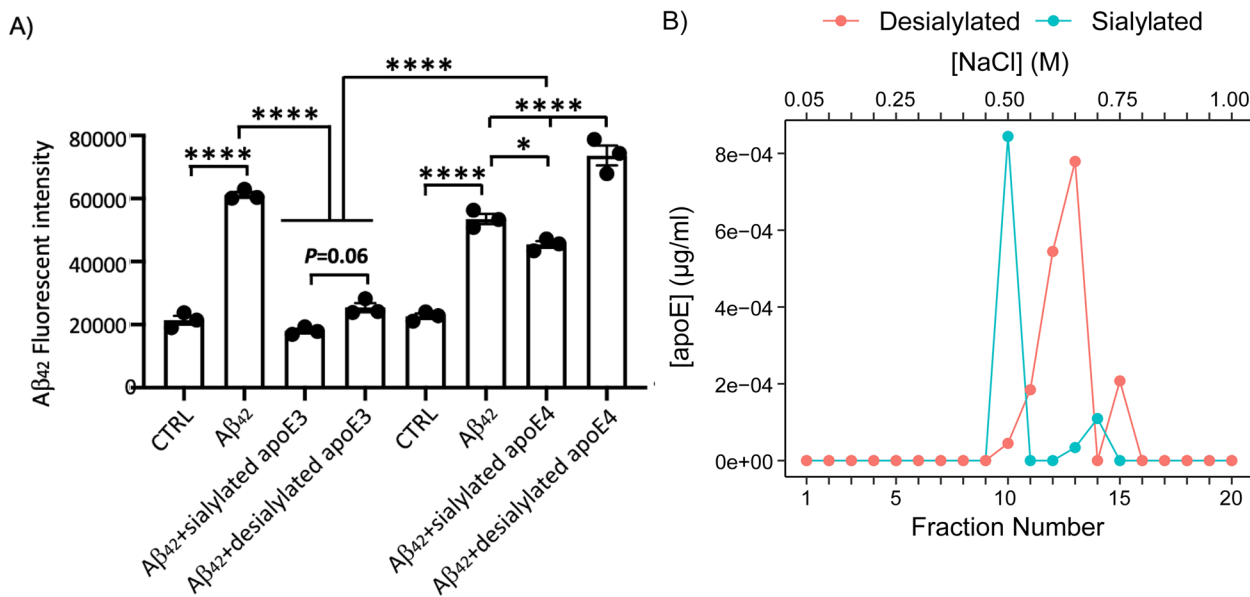 A)
Aβ42 Fluorescent intensity
80000
60000
40000
20000
0
****
****
****
P=0.06
****
*
****
CTRL
Aβ42
Aβ42+sialylated apoE3
Aβ42+desialylated apoE3
CTRL
Aβ42
Aβ42+sialylated apoE4
Aβ42+desialylated apoE4
B)
Desialylated Sialylated
[NaCl] (M)
0.05 0.25 0.50 0.75 1.00
[apoE] (µg/ml)
8e−04
6e−04
4e−04
2e−04
0e+00
1 5 10 15 20
Fraction Number